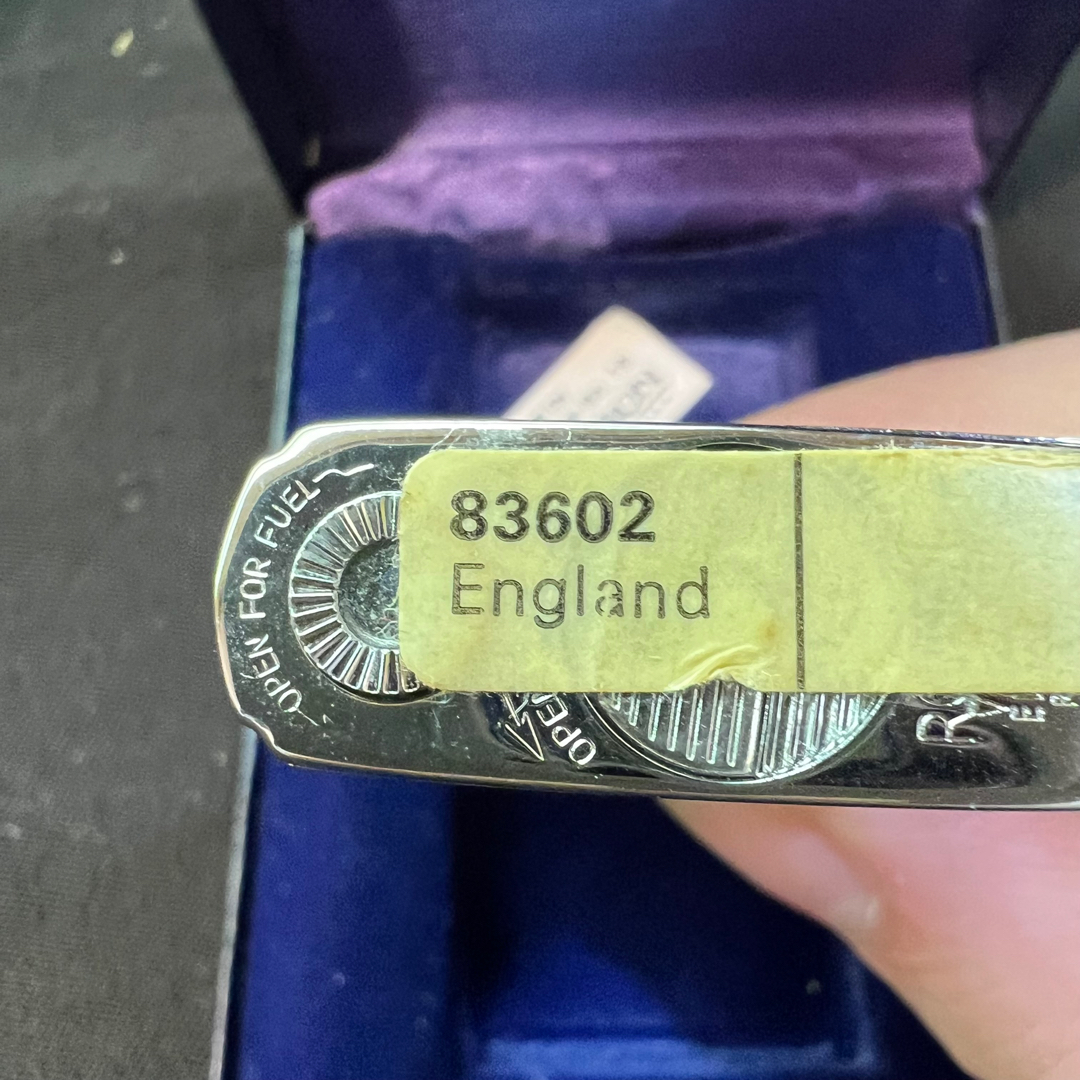 83602
England
OPEN FOR FUEL
OPEN